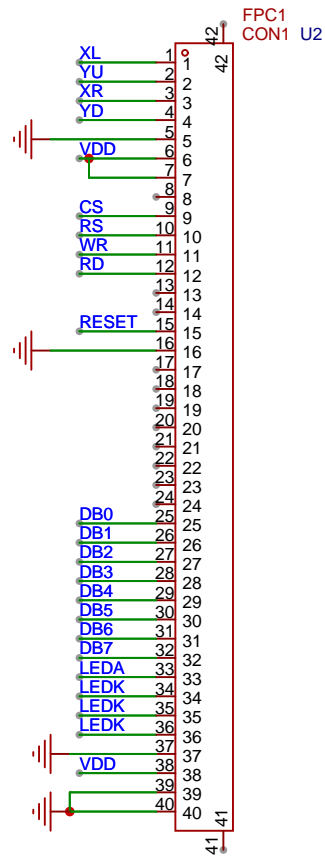 FPC1
CON1 U2
42
42
XL 1 1
YU 2 2
XR 3 3
YD 4 4
5 5
VDD 6 6
7 7
8 8
CS 9 9
RS 10 10
WR 11 11
RD 12 12
13 13
14 14
RESET 15 15
16 16
17 17
18 18
19 19
20 20
21 21
22 22
23 23
24 24
DB0 25 25
DB1 26 26
DB2 27 27
DB3 28 28
DB4 29 29
DB5 30 30
DB6 31 31
DB7 32 32
LEDA 33 33
LEDK 34 34
LEDK 35 35
LEDK 36 36
37 37
VDD 38 38
39 39
40 40
41
41